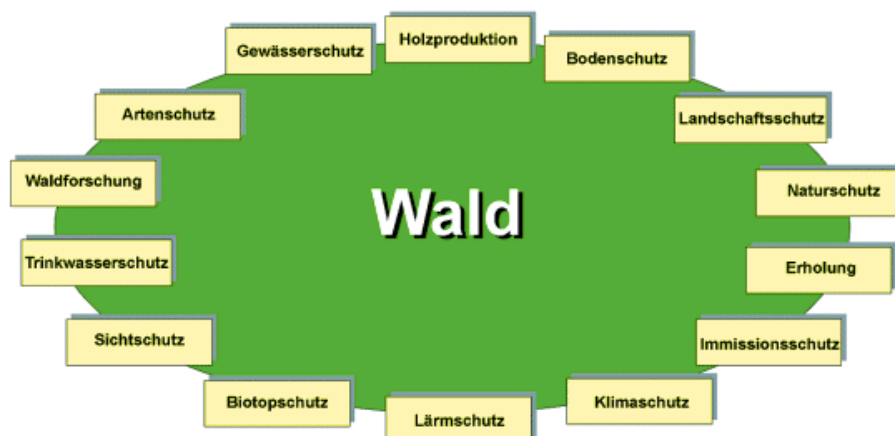 Holzproduktion
Gewässerschutz
Bodenschutz
Artenschutz
Landschaftsschutz
Waldforschung
Naturschutz
Wald
Trinkwasserschutz
Erholung
Sichtschutz
Immissionsschutz
Biotopschutz
Klimaschutz
Lärmschutz